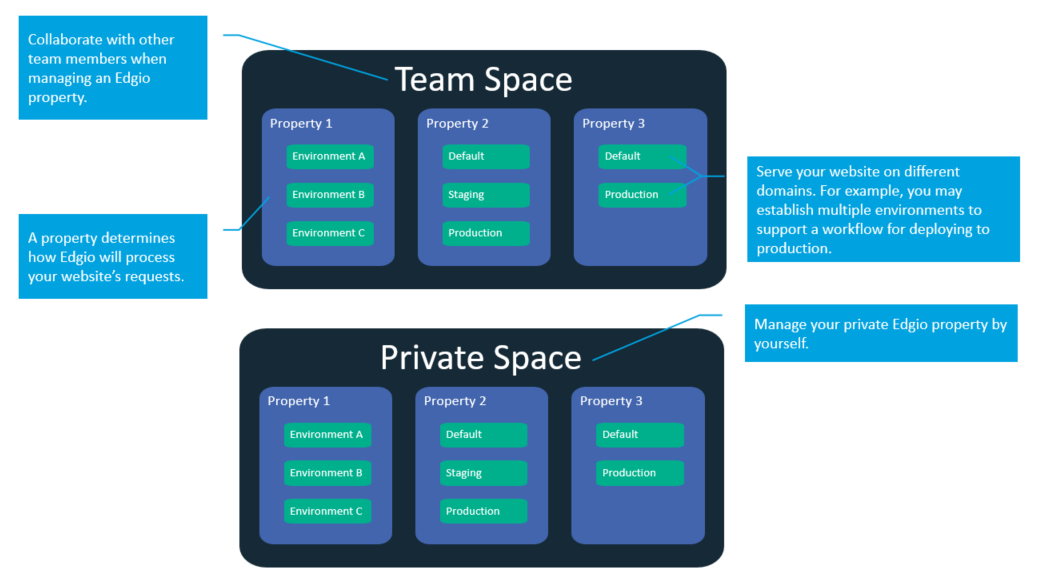 Collaborate with other
team members when
managing an Edgio
property.
Team Space
Property 1
Environment A
Environment B
Environment C
Property 2
Default
Staging
Production
Property 3
Default
Production
A property determines
how Edgio will process
your website’s requests.
Serve your website on different
domains. For example, you may
establish multiple environments to
support a workflow for deploying to
production.
Manage your private Edgio property by
yourself.
Private Space
Property 1
Environment A
Environment B
Environment C
Property 2
Default
Staging
Production
Property 3
Default
Production